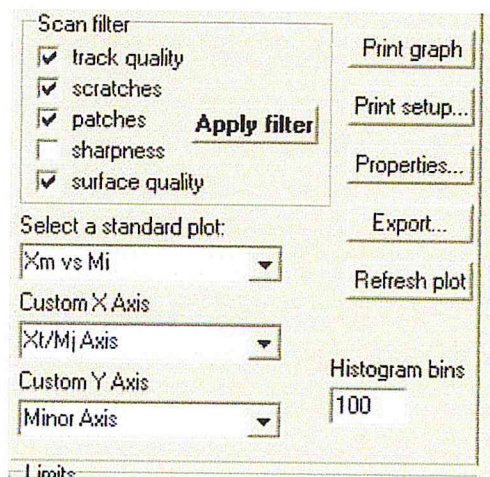 Scan filter
track quality
scratches
patches
sharpness
surface quality
Apply filter
Print graph
Print setup...
Properties...
Export...
Refresh plot
Select a standard plot:
Xm vs Mi
Custom X Axis
Xt/Mj Axis
Custom Y Axis
Minor Axis
Histogram bins
100
Limits